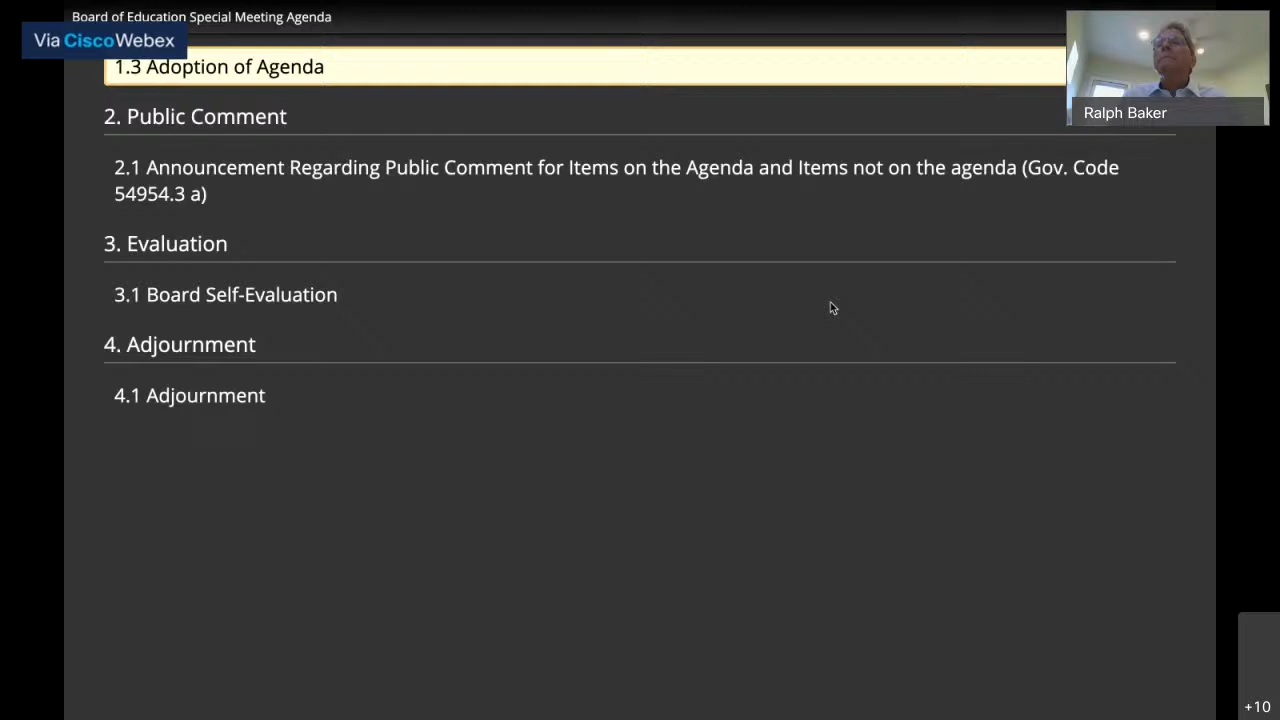 Board of Education Special Meeting Agenda
Via CiscoWebex
1.3 Adoption of Agenda
Ralph Baker
2. Public Comment
2.1 Announcement Regarding Public Comment for Items on the Agenda and Items not on the agenda (Gov. Code
54954.3 a)
3. Evaluation
3.1 Board Self-Evaluation
4. Adjournment
4.1 Adjournment
+10